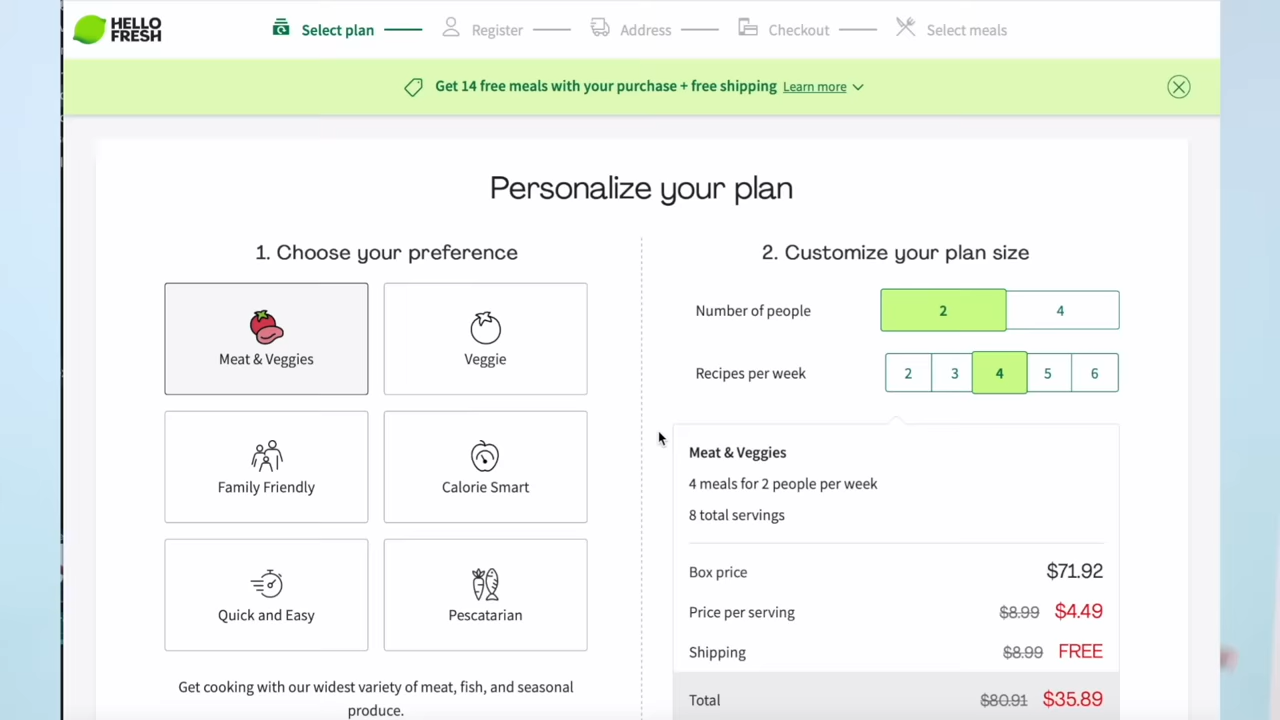 HELLO
FRESH
Select plan
Register
Address
Checkout
Select meals
Get 14 free meals with your purchase + free shipping Learn more
Personalize your plan
1. Choose your preference
Meat & Veggies
Veggie
Family Friendly
Calorie Smart
Quick and Easy
Pescatarian
Get cooking with our widest variety of meat, fish, and seasonal
produce.
2. Customize your plan size
Number of people 2 4
Recipes per week 2 3 4 5 6
Meat & Veggies
4 meals for 2 people per week
8 total servings
Box price $71.92
Price per serving $8.99 $4.49
Shipping $8.99 FREE
Total $80.91 $35.89